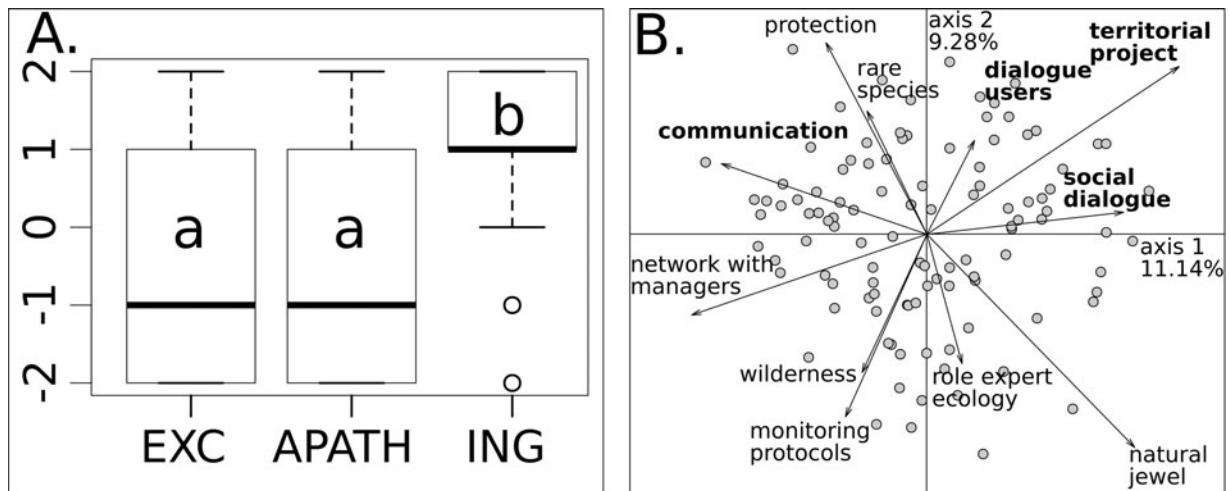 A.
2
1
0
-1
-2
a
a
b
EXC
APATH
ING
B.
protection
axis 2
9.28%
territorial
project
rare
species
dialogue
users
communication
social
dialogue
axis 1
11.14%
network with
managers
wilderness
role expert
ecology
monitoring
protocols
natural
jewel